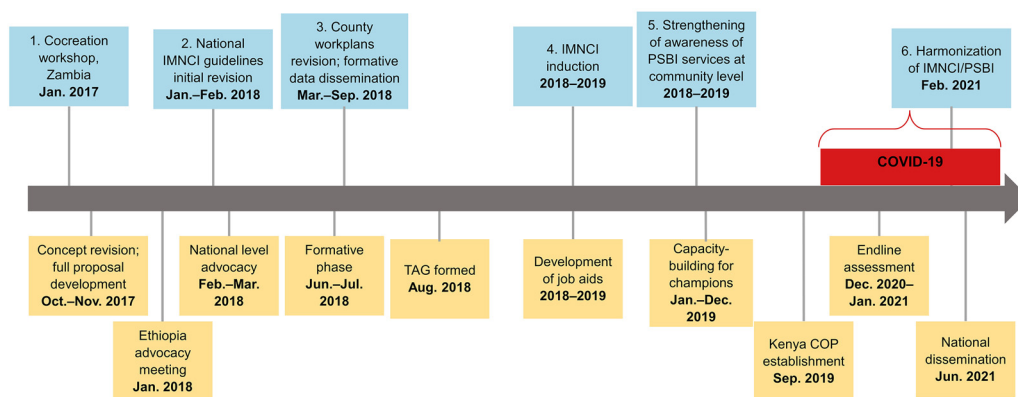 1. Cocreation
workshop,
Zambia
Jan. 2017
2. National
IMNCI guidelines
initial revision
Jan.–Feb. 2018
3. County
workplans
revision; formative
data dissemination
Mar.–Sep. 2018
4. IMNCI
induction
2018–2019
5. Strengthening
of awareness of
PSBI services at
community level
2018–2019
6. Harmonization
of IMNCI/PSBI
Feb. 2021
COVID-19
Concept revision;
full proposal
development
Oct.–Nov. 2017
Ethiopia
advocacy
meeting
Jan. 2018
National level
advocacy
Feb.–Mar.
2018
Formative
phase
Jun.–Jul.
2018
TAG formed
Aug. 2018
Development
of job aids
2018–2019
Capacity-
building for
champions
Jan.–Dec.
2019
Kenya COP
establishment
Sep. 2019
Endline
assessment
Dec. 2020–
Jan. 2021
National
dissemination
Jun. 2021